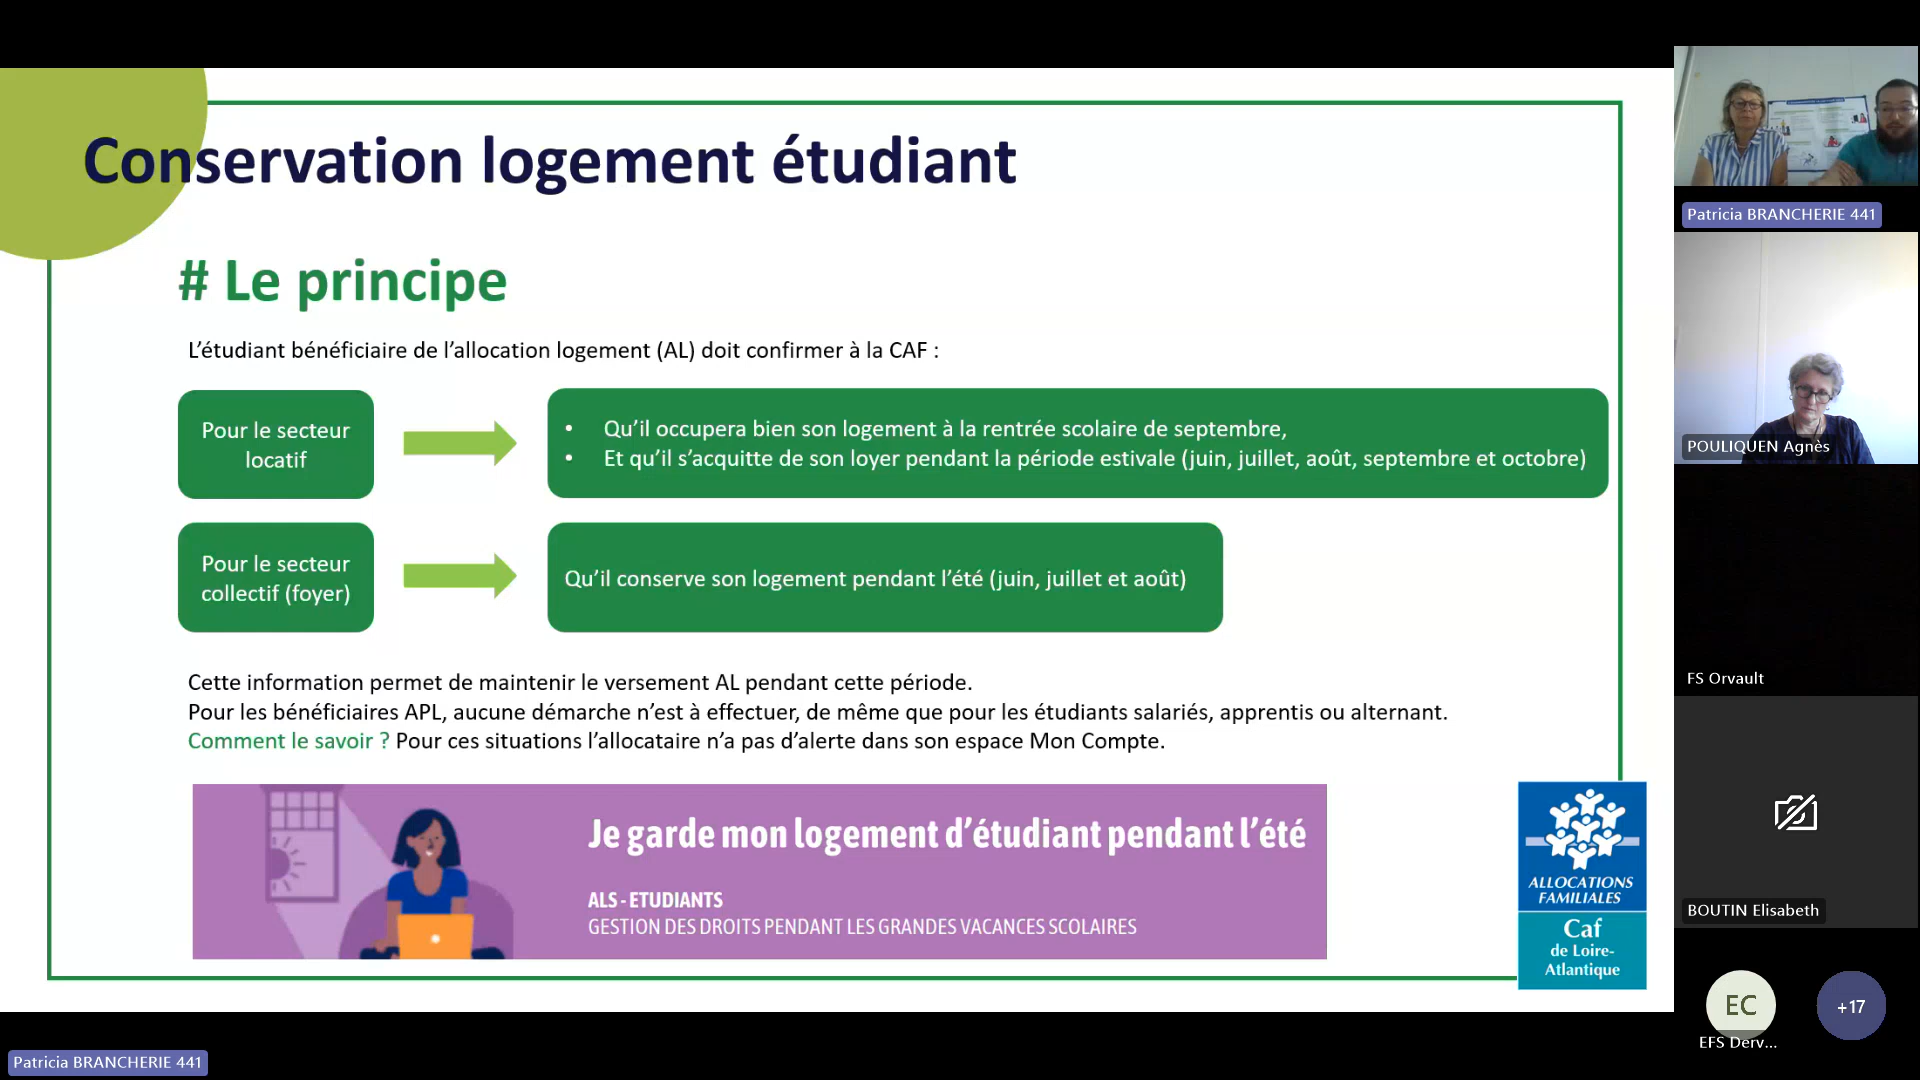 Conservation logement étudiant
# Le principe
L’étudiant bénéficiaire de l’allocation logement (AL) doit confirmer à la CAF :
Pour le secteur
locatif
• Qu’il occupera bien son logement à la rentrée scolaire de septembre,
• Et qu’il s’acquitte de son loyer pendant la période estivale (juin, juillet, août, septembre et octobre)
Pour le secteur
collectif (foyer)
Qu’il conserve son logement pendant l’été (juin, juillet et août)
Cette information permet de maintenir le versement AL pendant cette période.
Pour les bénéficiaires APL, aucune démarche n’est à effectuer, de même que pour les étudiants salariés, apprentis ou alternant.
Comment le savoir ? Pour ces situations l’allocataire n’a pas d’alerte dans son espace Mon Compte.
Je garde mon logement d’étudiant pendant l’été
ALS - ETUDIANTS
GESTION DES DROITS PENDANT LES GRANDES VACANCES SCOLAIRES
ALLOCATIONS
FAMILIALES
Caf
de Loire-
Atlantique
Patricia BRANCHERIE 441
POULIQUEN Agnès
FS Orvault
BOUTIN Elisabeth
EC
+17
EFS Derv...
Patricia BRANCHERIE 441